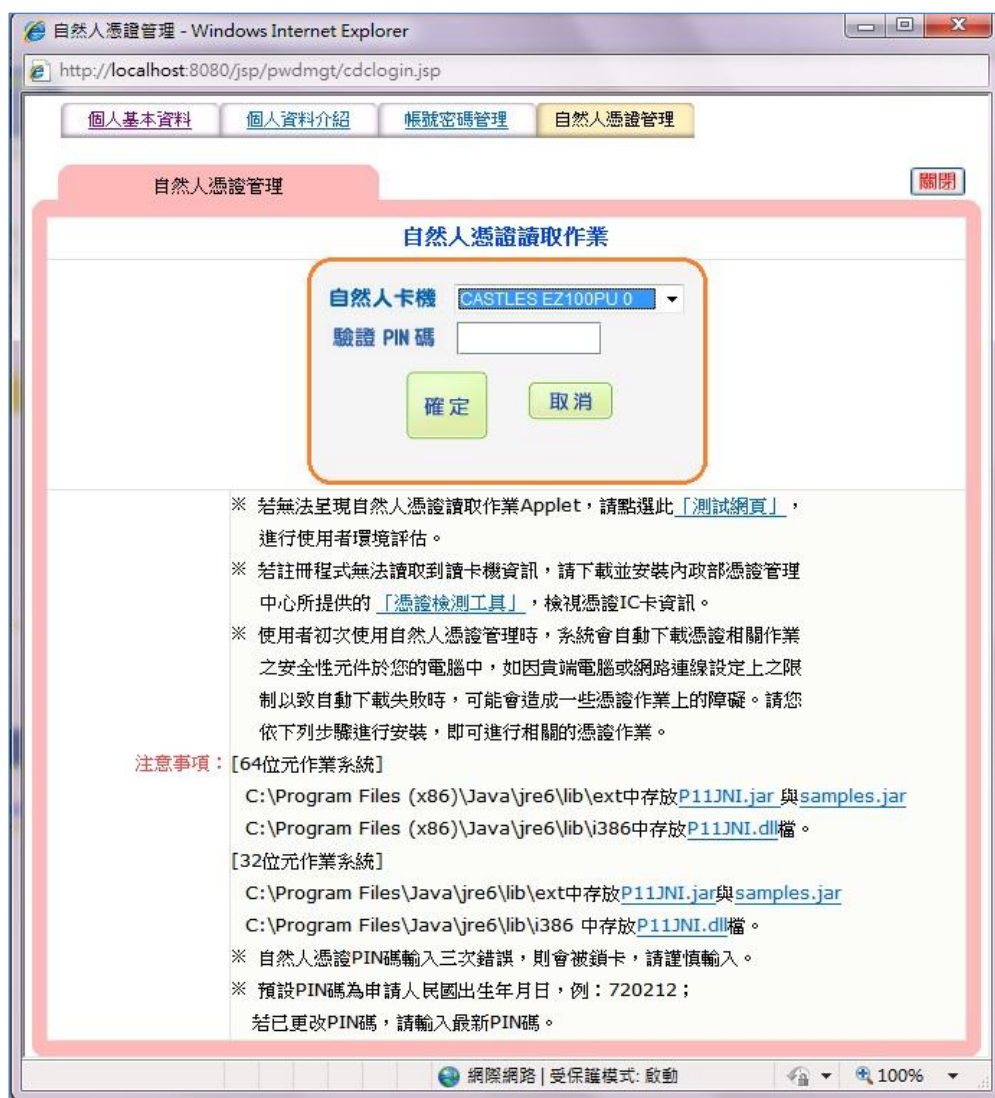 自然人憑證管理 - Windows Internet Explorer
http://localhost:8080/jsp/pwdmgt/cdclogin.jsp
個人基本資料 個人資料介紹 帳號密碼管理 自然人憑證管理
自然人憑證管理 關閉
自然人憑證讀取作業
自然人卡機 CASTLES EZ100PU 0
驗證 PIN 碼
確定 取消
※ 若無法呈現自然人憑證讀取作業Applet，請點選此「測試網頁」，
進行使用者環境評估。
※ 若註冊程式無法讀取到讀卡機資訊，請下載並安裝內政部憑證管理
中心所提供的「憑證檢測工具」，檢視憑證IC卡資訊。
※ 使用者初次使用自然人憑證管理時，系統會自動下載憑證相關作業
之安全性元件於您的電腦中，如因貴端電腦或網路連線設定上之限
制以致自動下載失敗時，可能會造成一些憑證作業上的障礙。請您
依下列步驟進行安裝，即可進行相關的憑證作業。
注意事項：[64位元作業系統]
C:\Program Files (x86)\Java\jre6\lib\ext中存放P11JNI.jar 與samples.jar
C:\Program Files (x86)\Java\jre6\lib\i386中存放P11JNI.dll檔。
[32位元作業系統]
C:\Program Files\Java\jre6\lib\ext中存放P11JNI.jar與samples.jar
C:\Program Files\Java\jre6\lib\i386 中存放P11JNI.dll檔。
※ 自然人憑證PIN碼輸入三次錯誤，則會被鎖卡，請謹慎輸入。
※ 預設PIN碼為申請人民國出生年月日，例：720212；
若已更改PIN碼，請輸入最新PIN碼。
網際網路 | 受保護模式: 啟動 100%